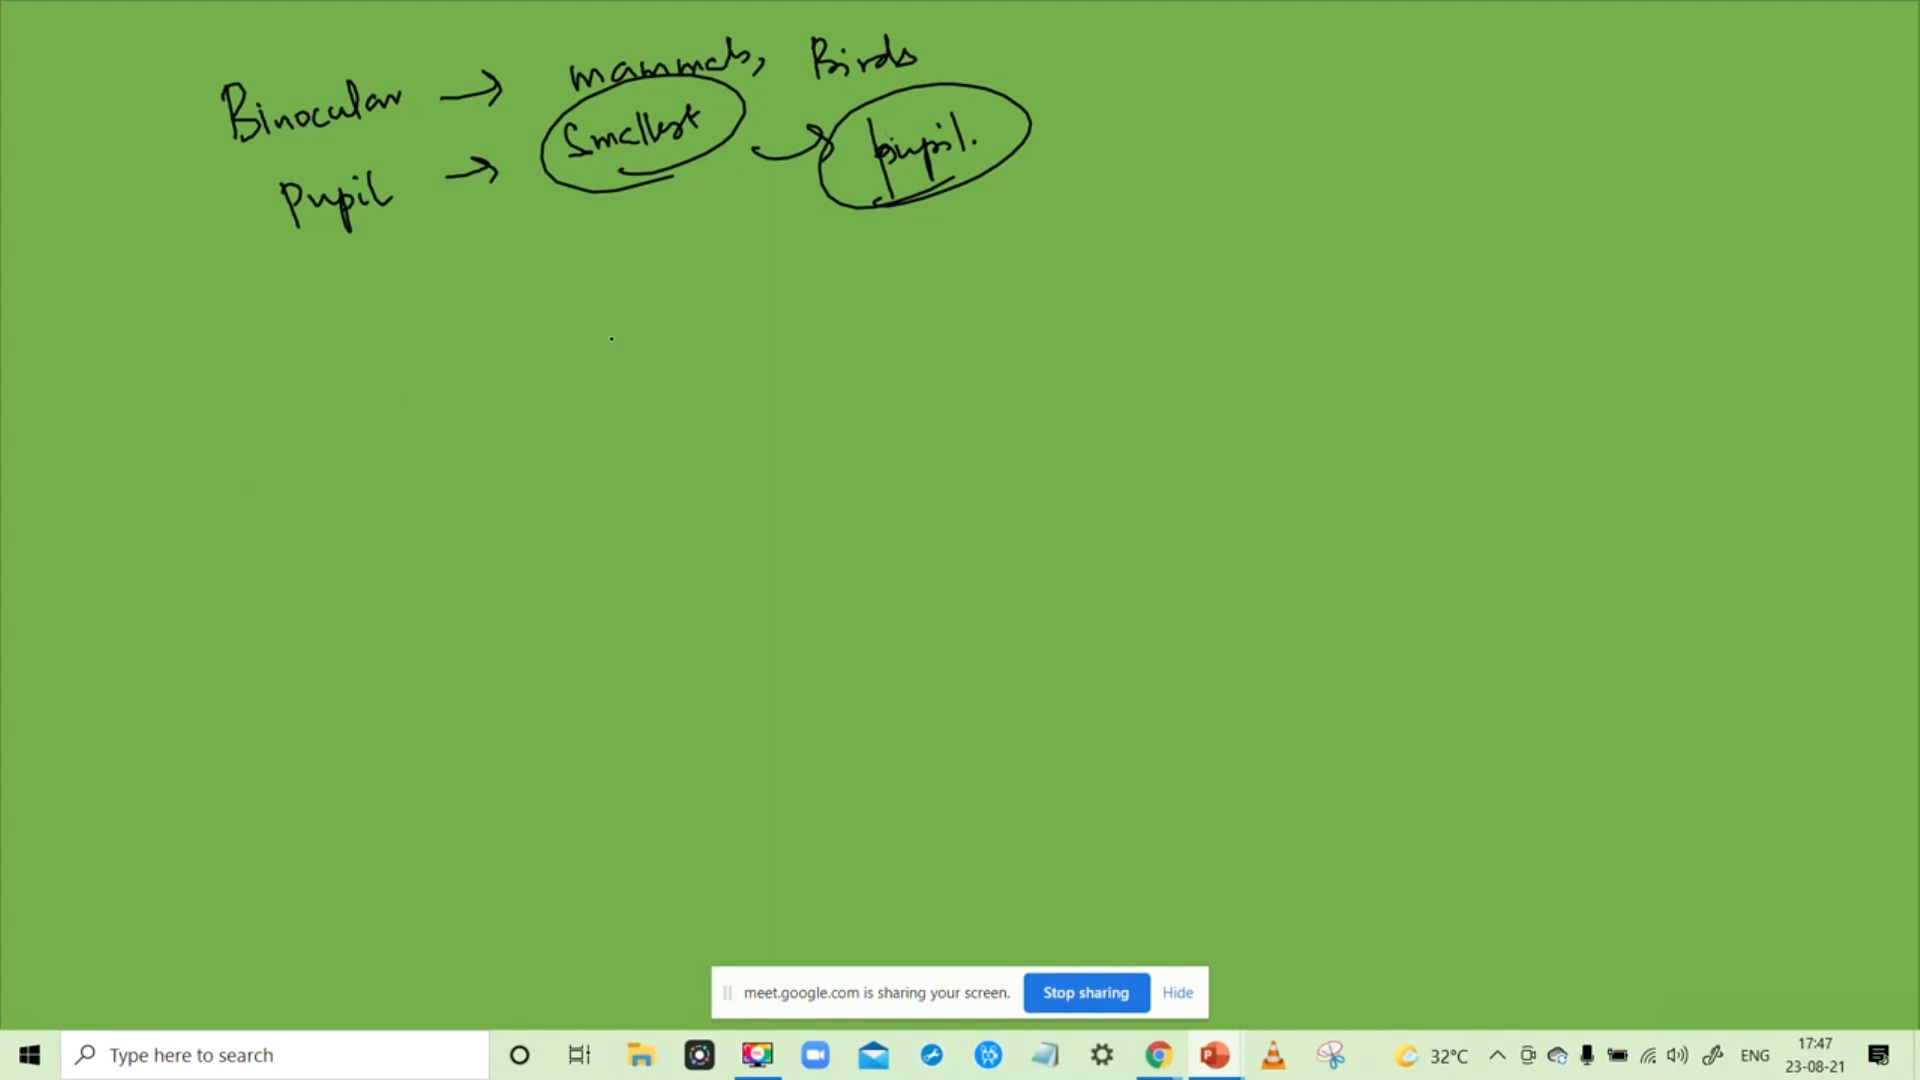 Binocular → mammals, Birds
Pupil → Smallest pupil.
meet.google.com is sharing your screen. Stop sharing Hide
Type here to search
32°C ENG 17:47
23-08-21